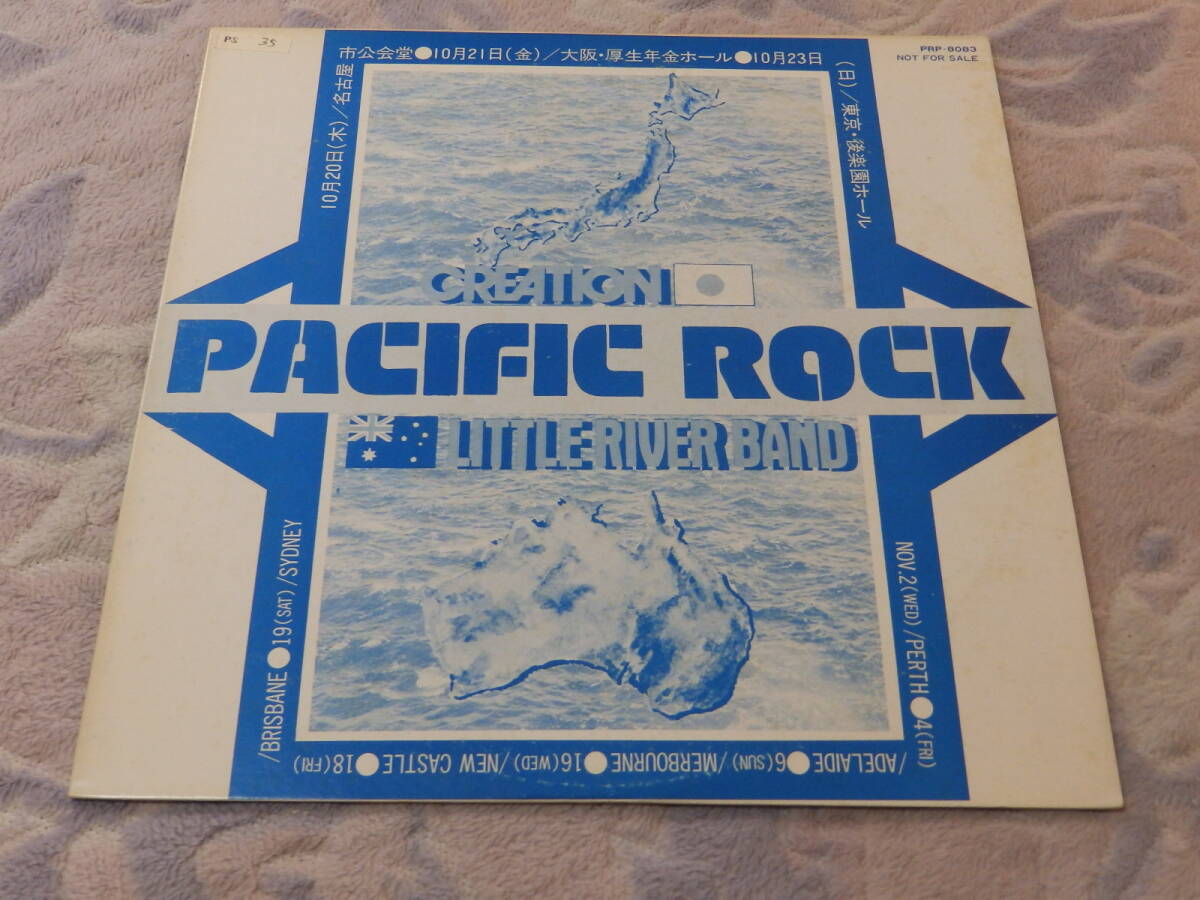 PS 35
PRP-8083
NOT FOR SALE
10月20日(木)/名古屋
市公会堂●10月21日(金)/大阪・厚生年金ホール●10月23日
(日)/東京・後楽園ホール
CREATION
PACIFIC ROCK
LITTLE RIVER BAND
NOV.2(WED)/PERTH●4(FRI)
/ADELAIDE●6(SUN)/MERBOURNE●16(WED)/NEW CASTLE●18(FRI)
/BRISBANE●19(SAT)/SYDNEY